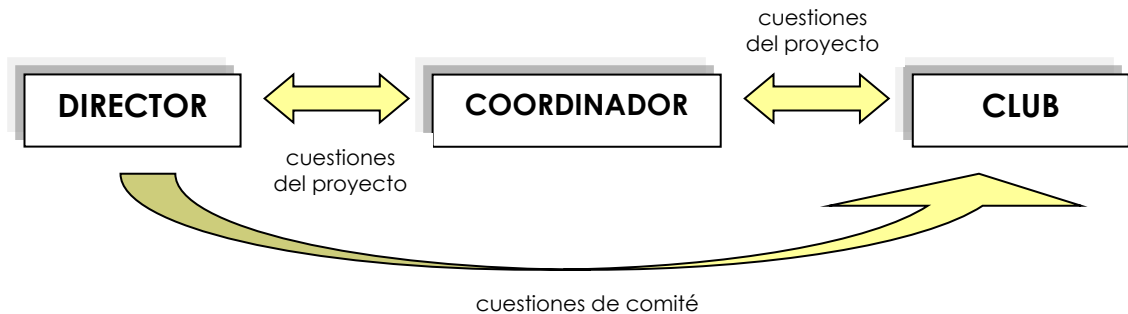 cuestiones
del proyecto
DIRECTOR
COORDINADOR
CLUB
cuestiones
del proyecto
cuestiones de comité